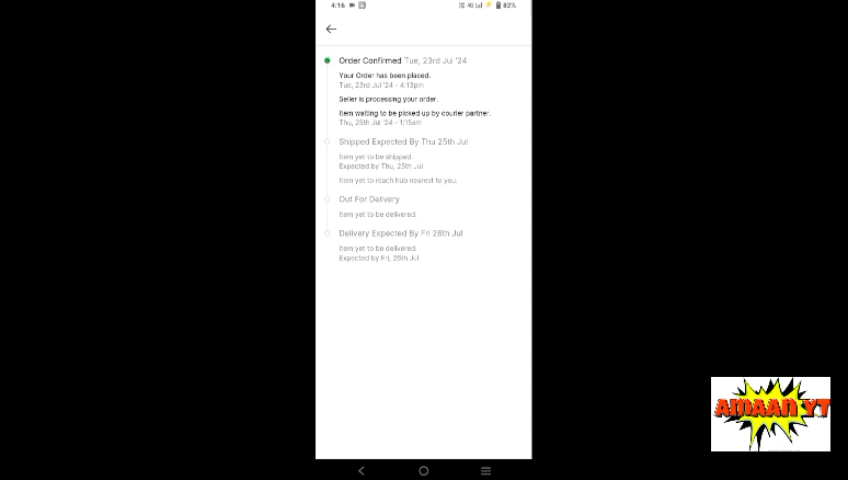 4:16
82%
Order Confirmed Tue, 23rd Jul '24
Your Order has been placed.
Tue, 23rd Jul '24 - 4:13pm
Seller is processing your order.
Item waiting to be picked up by courier partner.
Thu, 25th Jul '24 - 1:15am
Shipped Expected By Thu 25th Jul
Item yet to be shipped.
Expected by Thu, 25th Jul
Item yet to reach hub nearest to you.
Out For Delivery
Item yet to be delivered.
Delivery Expected By Fri 26th Jul
Item yet to be delivered.
Expected by Fri, 26th Jul
AMAAN YT